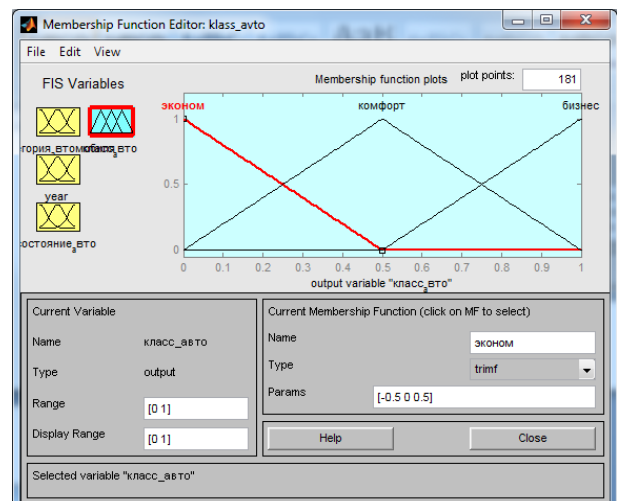 Membership Function Editor: klass_avto
File Edit View
FIS Variables
Membership function plots
plot points:
181
эконом
комфорт
бизнес
year
1
0.5
0
0 0.1 0.2 0.3 0.4 0.5 0.6 0.7 0.8 0.9 1
output variable "класс_авто"
Current Variable
Name класс_авто
Type output
Range [0 1]
Display Range [0 1]
Current Membership Function (click on MF to select)
Name эконом
Type trimf
Params [-0.5 0 0.5]
Help Close
Selected variable "класс_авто"